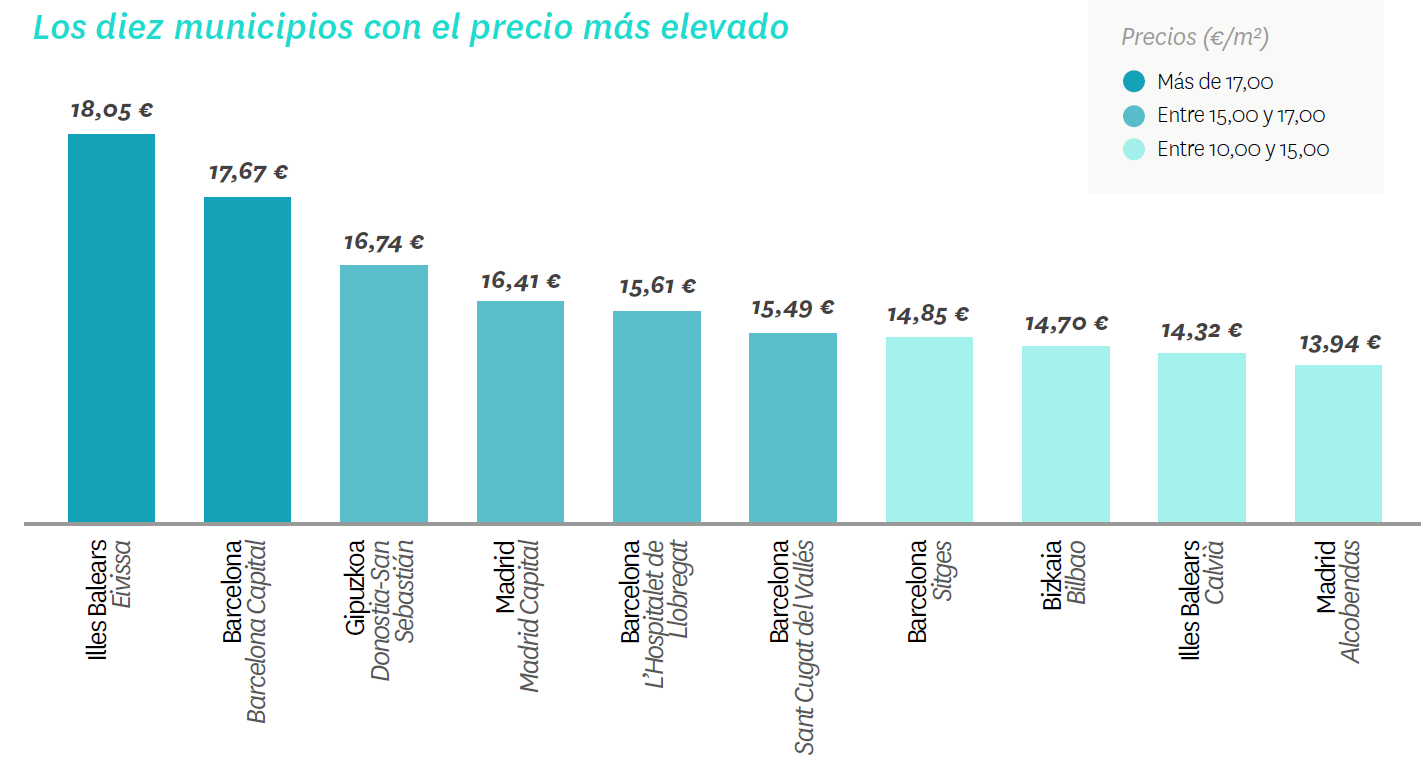 Los diez municipios con el precio más elevado
Precios (€/m²)
Más de 17,00
Entre 15,00 y 17,00
Entre 10,00 y 15,00
18,05 €
17,67 €
16,74 €
16,41 €
15,61 €
15,49 €
14,85 €
14,70 €
14,32 €
13,94 €
Illes Balears
Eivissa
Barcelona
Barcelona Capital
Gipuzkoa
Donostia-San
Sebastián
Madrid
Madrid Capital
Barcelona
L'Hospitalet de
Llobregat
Barcelona
Sant Cugat del Vallés
Barcelona
Sitges
Bizkaia
Bilbao
Illes Balears
Calvià
Madrid
Alcobendas